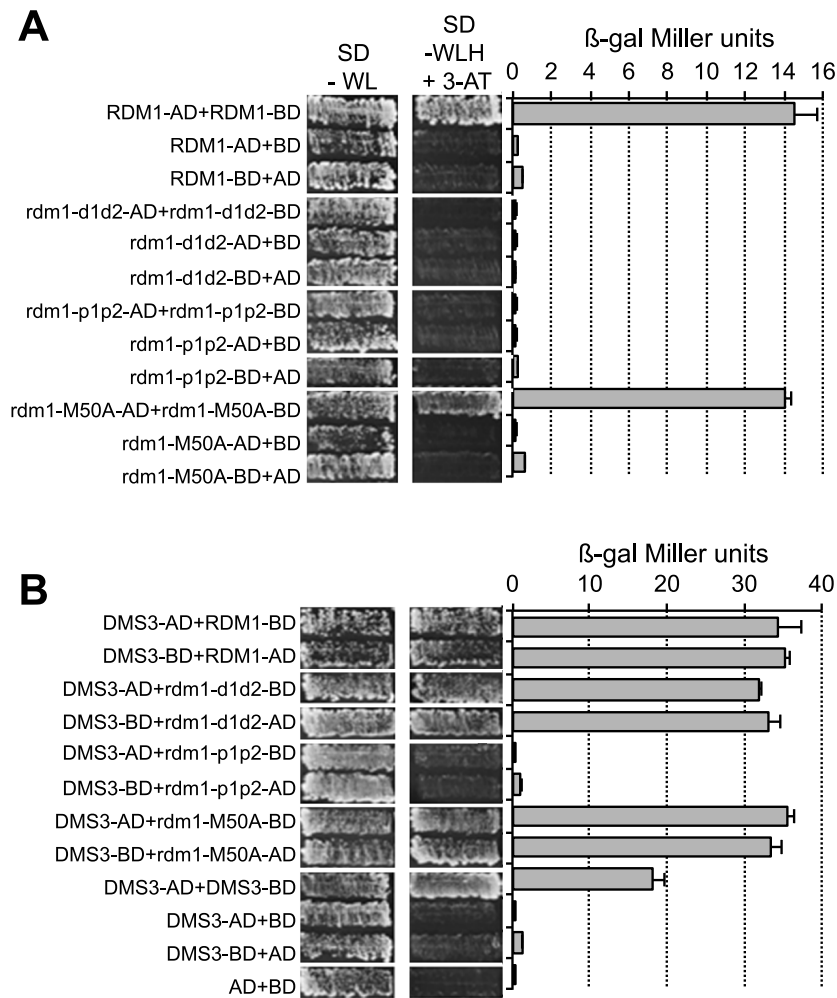 A
SD
- WL
SD
-WLH
+ 3-AT
ß-gal Miller units
0 2 4 6 8 10 12 14 16
RDM1-AD+RDM1-BD
RDM1-AD+BD
RDM1-BD+AD
rdm1-d1d2-AD+rdm1-d1d2-BD
rdm1-d1d2-AD+BD
rdm1-d1d2-BD+AD
rdm1-p1p2-AD+rdm1-p1p2-BD
rdm1-p1p2-AD+BD
rdm1-p1p2-BD+AD
rdm1-M50A-AD+rdm1-M50A-BD
rdm1-M50A-AD+BD
rdm1-M50A-BD+AD
B
ß-gal Miller units
0 10 20 30 40
DMS3-AD+RDM1-BD
DMS3-BD+RDM1-AD
DMS3-AD+rdm1-d1d2-BD
DMS3-BD+rdm1-d1d2-AD
DMS3-AD+rdm1-p1p2-BD
DMS3-BD+rdm1-p1p2-AD
DMS3-AD+rdm1-M50A-BD
DMS3-BD+rdm1-M50A-AD
DMS3-AD+DMS3-BD
DMS3-AD+BD
DMS3-BD+AD
AD+BD